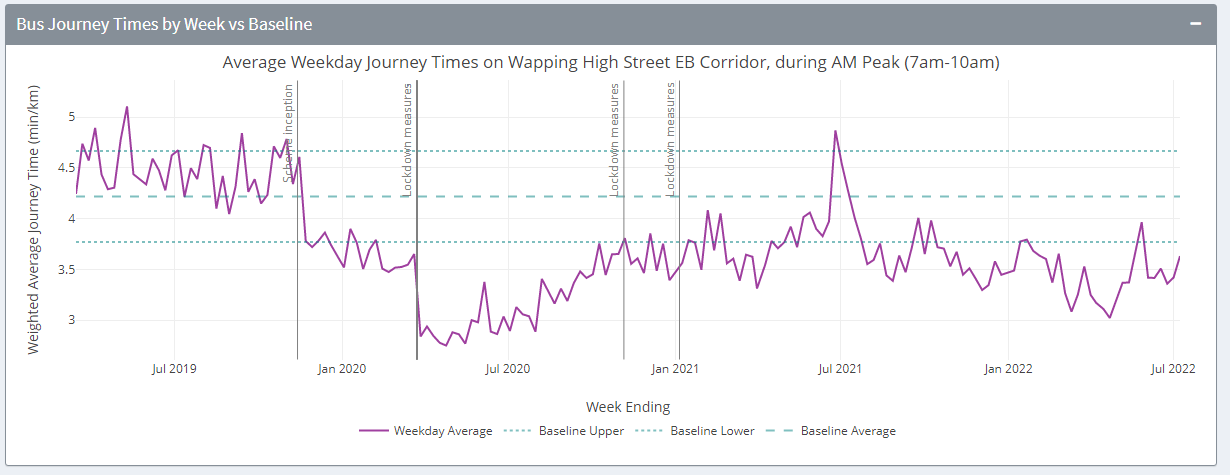 Bus Journey Times by Week vs Baseline
Average Weekday Journey Times on Wapping High Street EB Corridor, during AM Peak (7am-10am)
Weighted Average Journey Time (min/km)
5
4.5
4
3.5
3
Scheme inception
Lockdown measures
Lockdown measures
Lockdown measures
Jul 2019
Jan 2020
Jul 2020
Jan 2021
Jul 2021
Jan 2022
Jul 2022
Week Ending
Weekday Average
Baseline Upper
Baseline Lower
Baseline Average